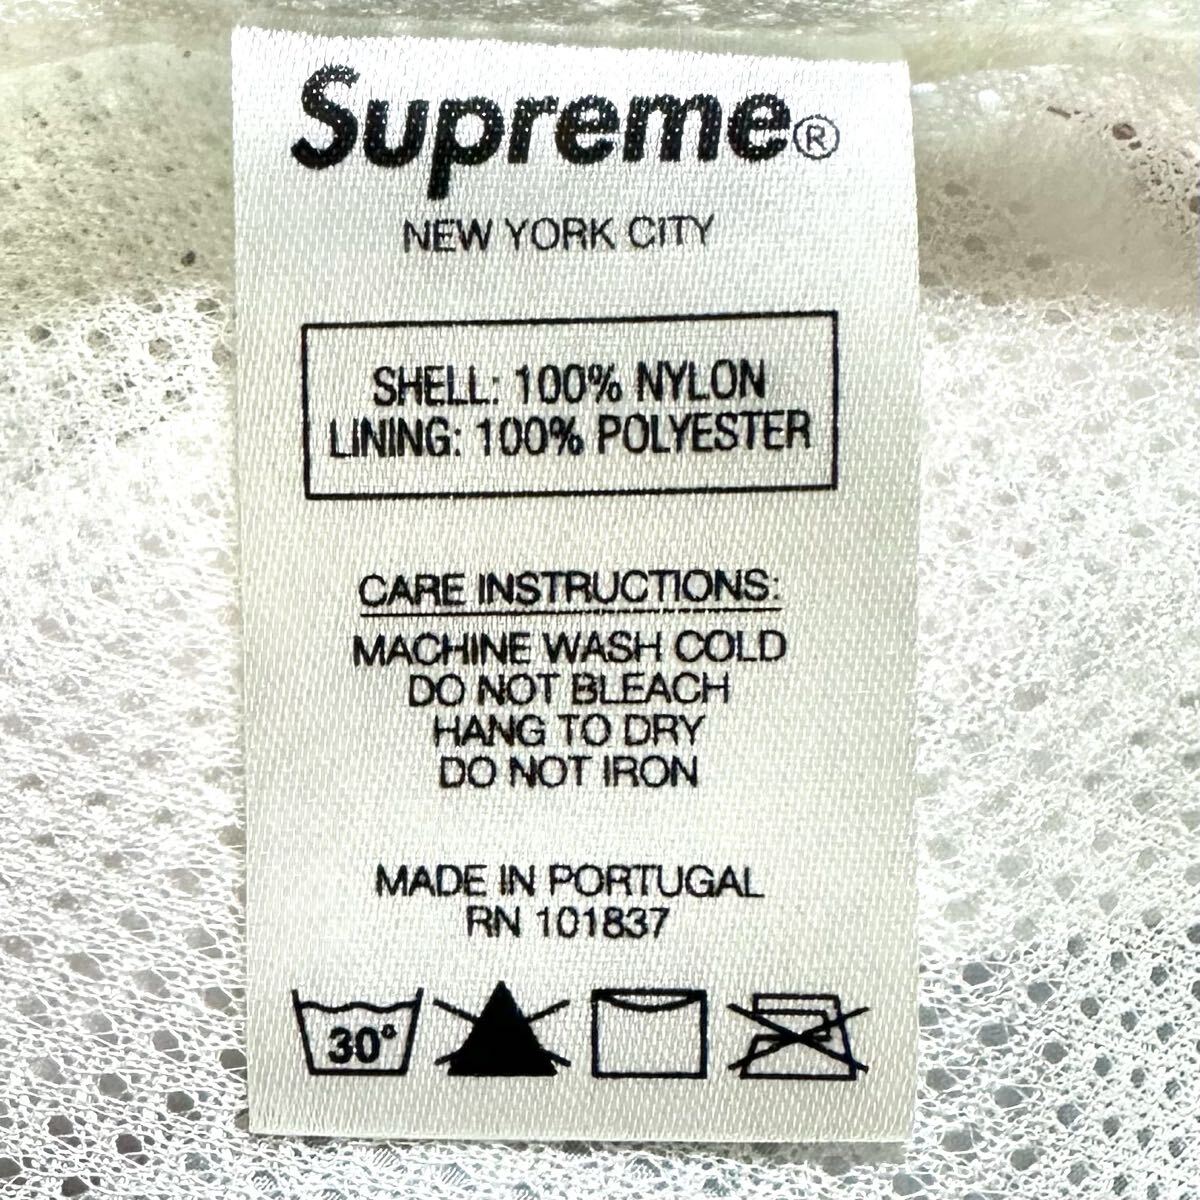 Supreme®
NEW YORK CITY
SHELL: 100% NYLON
LINING: 100% POLYESTER
CARE INSTRUCTIONS:
MACHINE WASH COLD
DO NOT BLEACH
HANG TO DRY
DO NOT IRON
MADE IN PORTUGAL
RN 101837
30°